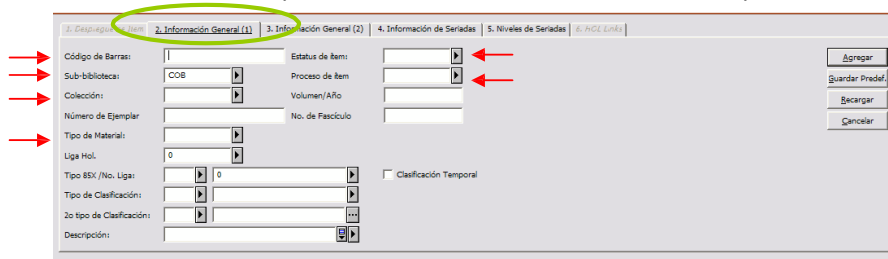 1. Despliegue de Ítem 2. Información General (1) 3. Información General (2) 4. Información de Seriadas 5. Niveles de Seriadas 6. HOL Links
Código de Barras: Estatus de ítem: Agregar
Sub-biblioteca: COB Proceso de ítem Guardar Predef.
Colección: Volumen/Año Recargar
Número de Ejemplar No. de Fascículo Cancelar
Tipo de Material:
Liga Hol. 0
Tipo 85X /No. Liga: 0 Clasificación Temporal
Tipo de Clasificación:
2o tipo de Clasificación: ...
Descripción: